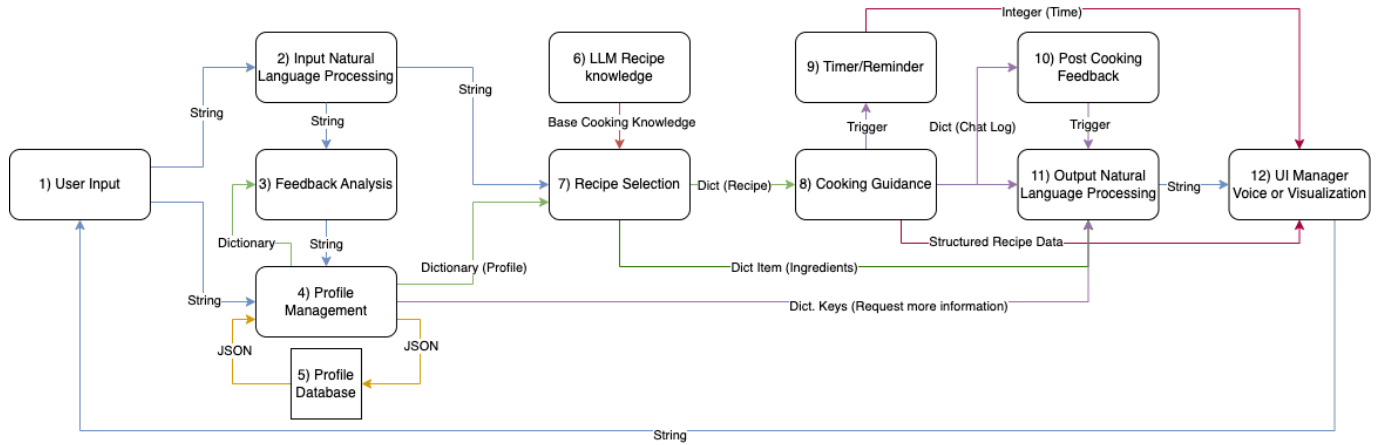 Integer (Time)
2) Input Natural
Language Processing
6) LLM Recipe
knowledge
9) Timer/Reminder
10) Post Cooking
Feedback
String
String
String
Base Cooking Knowledge
Trigger
Dict (Chat Log)
Trigger
1) User Input
3) Feedback Analysis
7) Recipe Selection
Dict (Recipe)
8) Cooking Guidance
11) Output Natural
Language Processing
String
12) UI Manager
Voice or Visualization
Dictionary
String
Structured Recipe Data
Dictionary (Profile)
Dict Item (Ingredients)
String
4) Profile
Management
Dict. Keys (Request more information)
JSON
JSON
5) Profile
Database
String